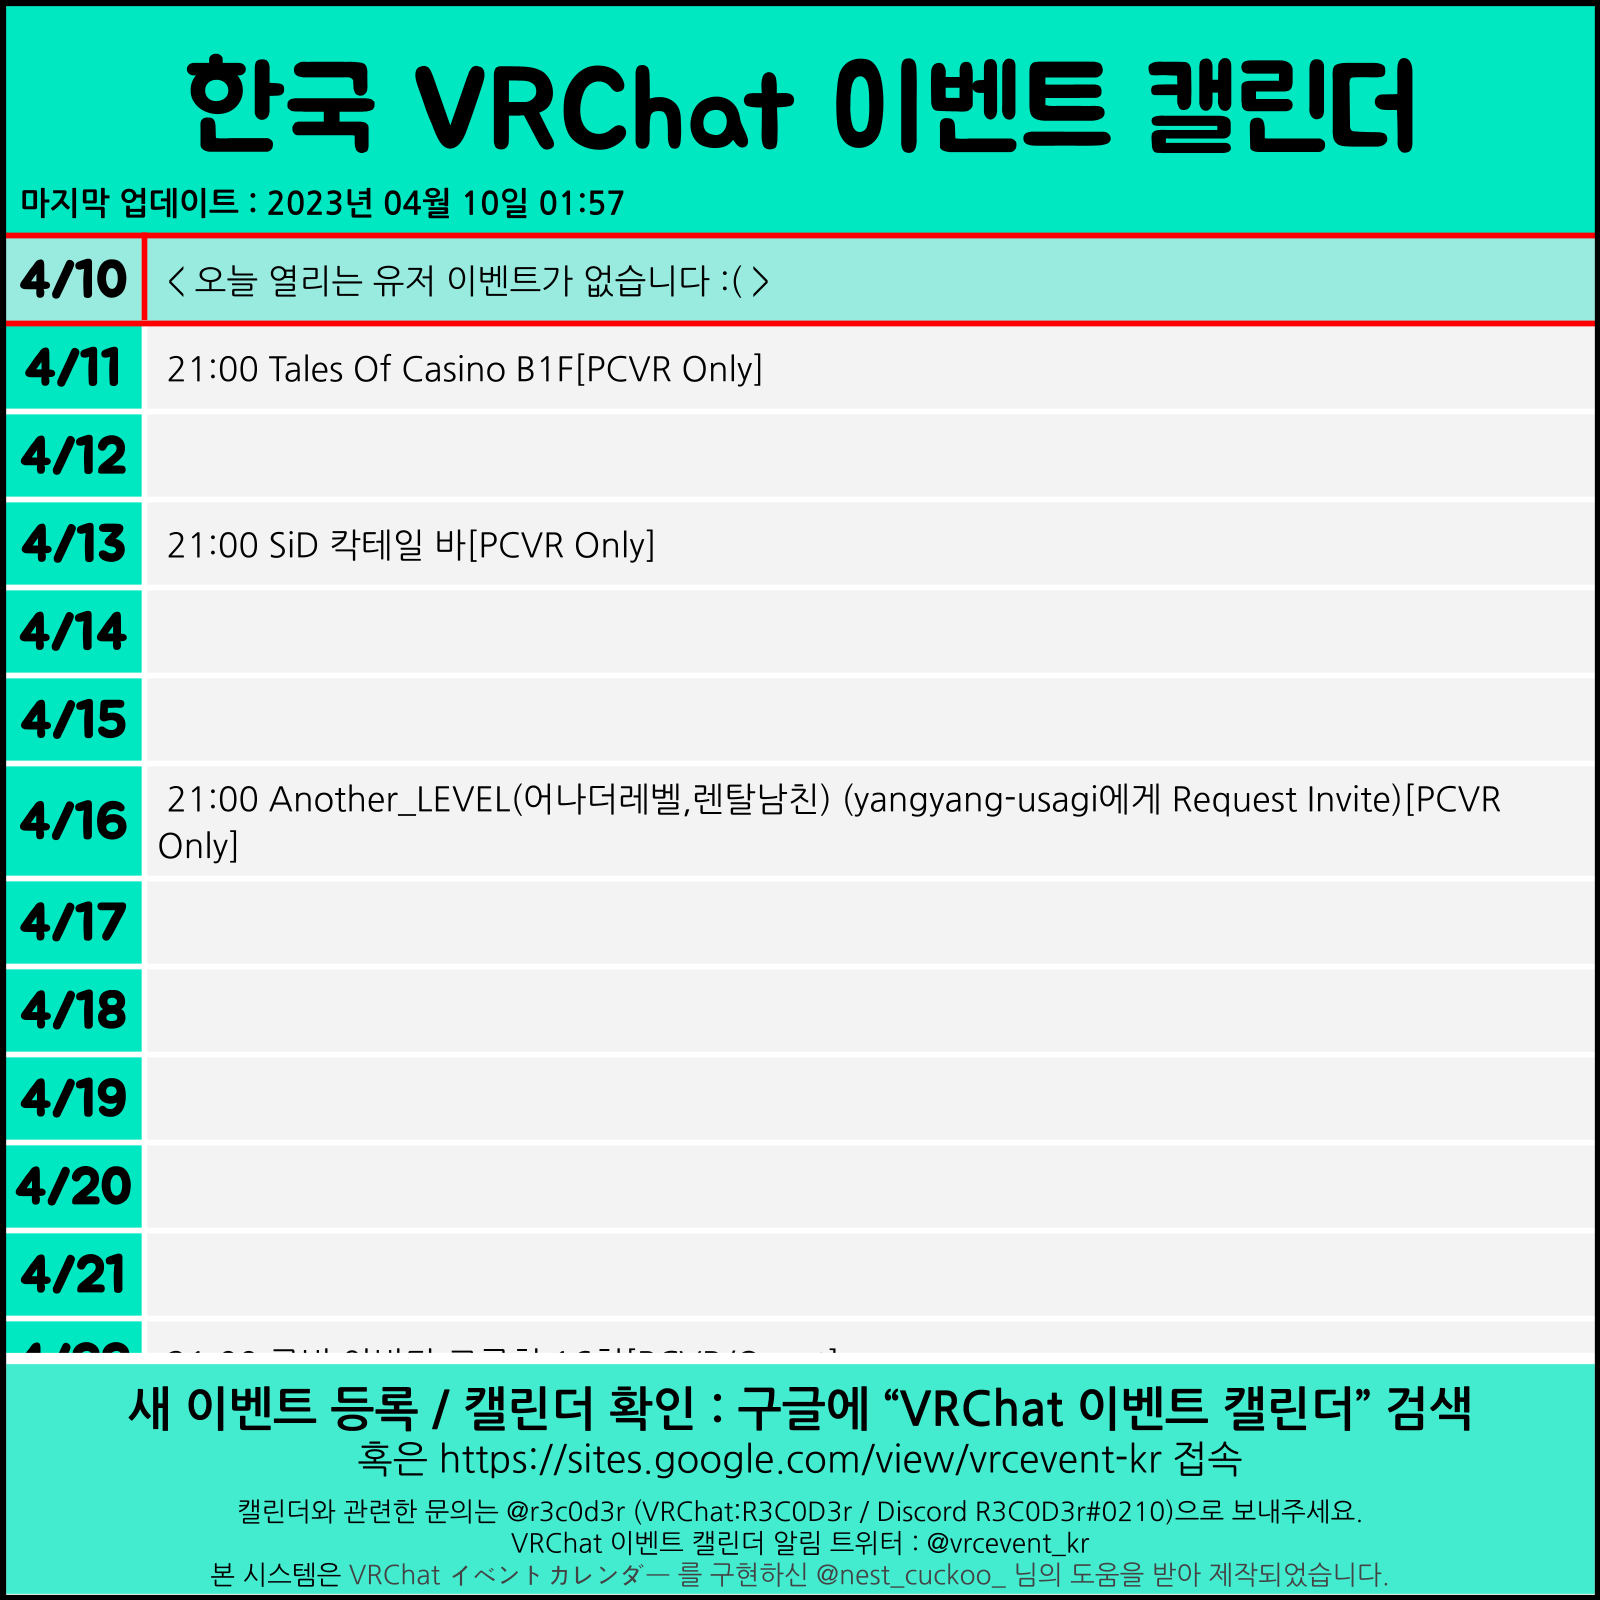 한국 VRChat 이벤트 캘린더
마지막 업데이트 : 2023년 04월 10일 01:57
4/10 < 오늘 열리는 유저 이벤트가 없습니다 :( >
4/11 21:00 Tales Of Casino B1F[PCVR Only]
4/12
4/13 21:00 SiD 칵테일 바[PCVR Only]
4/14
4/15
4/16 21:00 Another_LEVEL(어나더레벨,렌탈남친) (yangyang-usagi에게 Request Invite)[PCVR
Only]
4/17
4/18
4/19
4/20
4/21
새 이벤트 등록 / 캘린더 확인 : 구글에 “VRChat 이벤트 캘린더” 검색
혹은 https://sites.google.com/view/vrcevent-kr 접속
캘린더와 관련한 문의는 @r3c0d3r (VRChat:R3C0D3r / Discord R3C0D3r#0210)으로 보내주세요.
VRChat 이벤트 캘린더 알림 트위터 : @vrcevent_kr
본 시스템은 VRChat イベントカレンダー 를 구현하신 @nest_cuckoo_ 님의 도움을 받아 제작되었습니다.